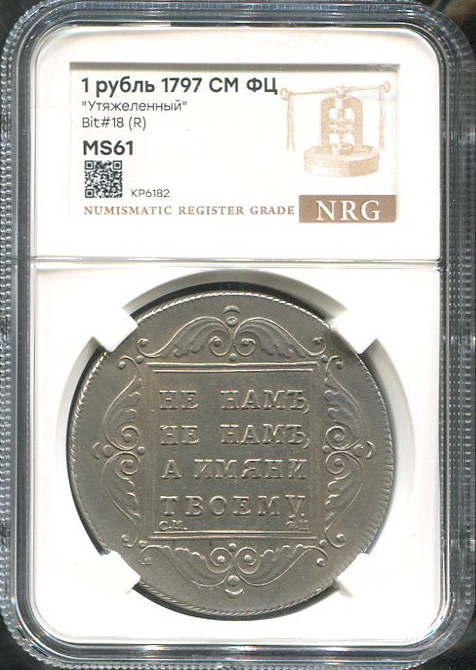 1 рубль 1797 СМ ФЦ
"Утяжеленный"
Bit#18 (R)
MS61
KP6182
NUMISMATIC REGISTER GRADE NRG
НЕ НАМЪ,
НЕ НАМЪ,
А ИМЯНИ
ТВОЕМУ.
С.М. Ф.Ц